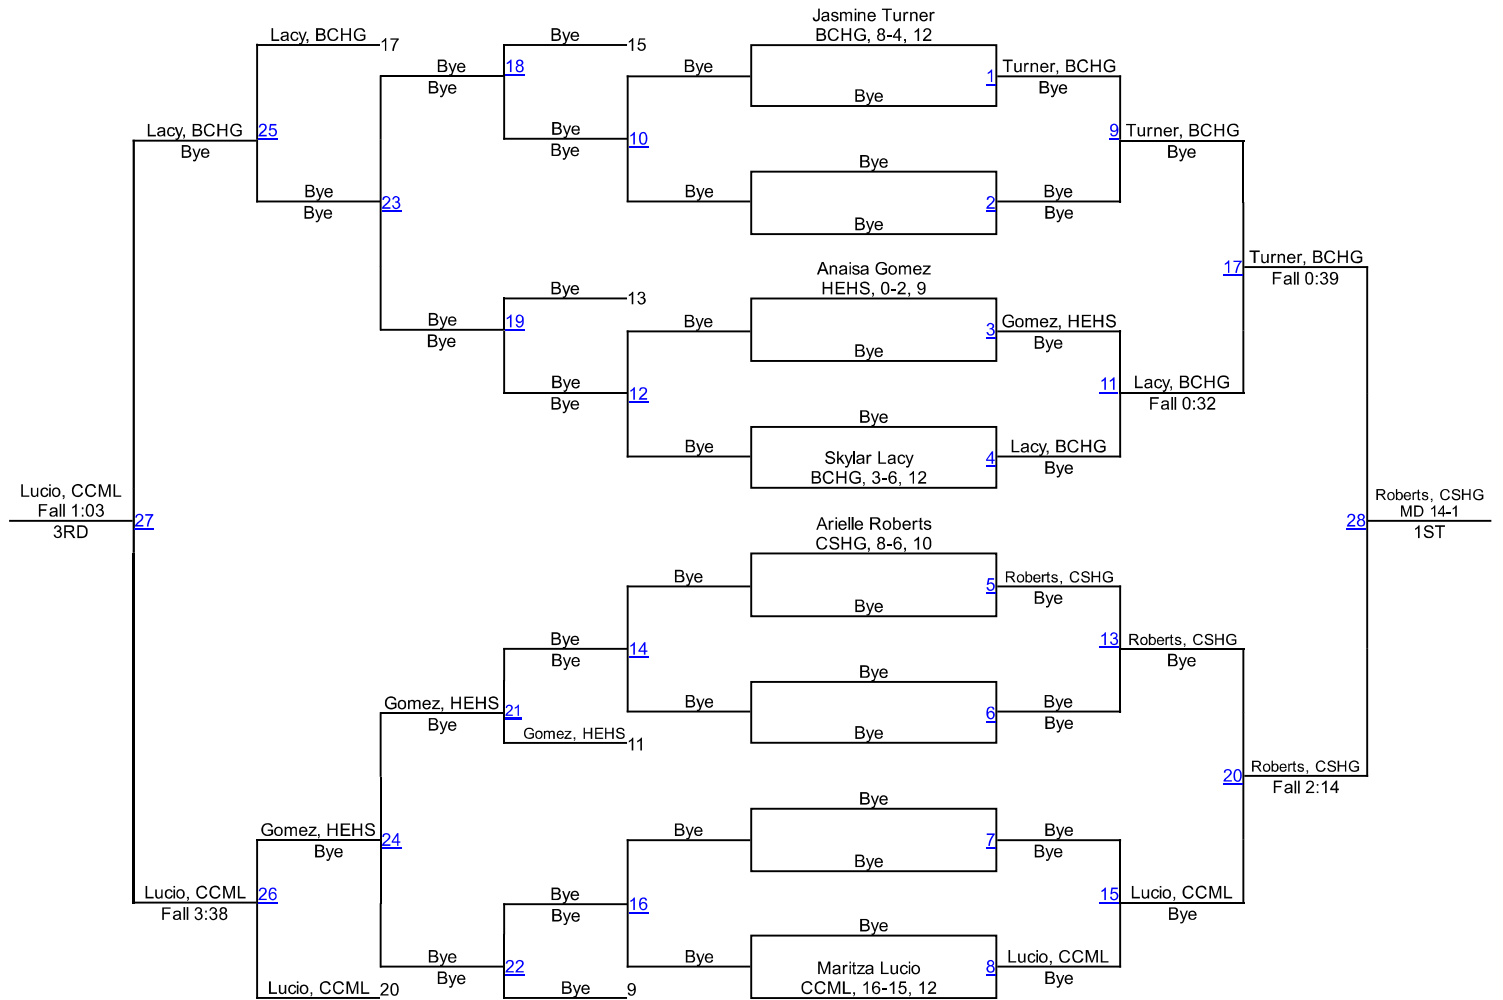 Jasmine Turner
BCHG, 8-4, 12
Lacy, BCHG 17
Bye 15
Bye
18
Bye
Bye
1 Turner, BCHG
Bye
Bye
Bye
Lacy, BCHG
Bye
25
Bye
Bye
10
9 Turner, BCHG
Bye
Bye
Bye
Bye
23
Bye
2 Bye
Bye
Bye
Turner, BCHG
Fall 0:39
17
Anaisa Gomez
HEHS, 0-2, 9
Bye 13
Bye
Bye
19
Bye
3 Gomez, HEHS
Bye
Bye
Bye
Bye
12
11 Lacy, BCHG
Fall 0:32
Bye
Bye
Skylar Lacy
BCHG, 3-6, 12
4 Lacy, BCHG
Bye
Lucio, CCML
Fall 1:03
3RD
27
28
Roberts, CSHG
MD 14-1
1ST
Arielle Roberts
CSHG, 8-6, 10
Bye
5 Roberts, CSHG
Bye
Bye
Bye
Bye
14
13 Roberts, CSHG
Bye
Gomez, HEHS
Bye
21
Gomez, HEHS 11
Bye
Bye
6 Bye
Bye
Bye
20 Roberts, CSHG
Fall 2:14
Gomez, HEHS
Bye
24
Bye
Bye
7 Bye
Bye
Bye
Lucio, CCML
Fall 3:38
26
Bye
Bye
16
15 Lucio, CCML
Bye
Bye
Bye
Bye
22
Bye
Maritza Lucio
CCML, 16-15, 12
8 Lucio, CCML
Bye
Lucio, CCML 20
Bye 9